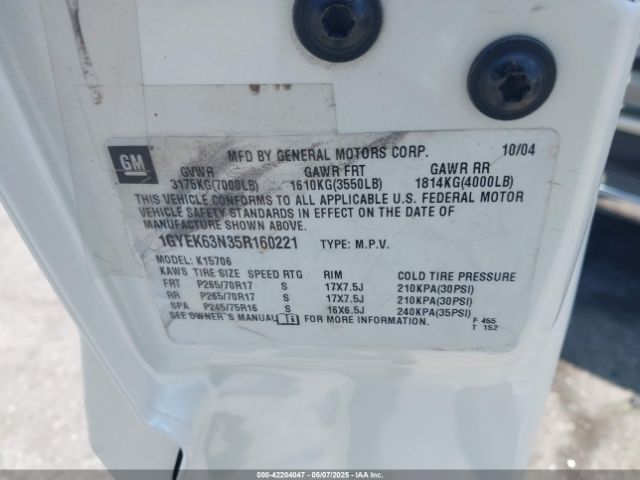 MFD BY GENERAL MOTORS CORP. 10/04
GM
GVWR GAWR FRT GAWR RR
3175KG(7000LB) 1610KG(3550LB) 1814KG(4000LB)
THIS VEHICLE CONFORMS TO ALL APPLICABLE U.S. FEDERAL MOTOR
VEHICLE SAFETY STANDARDS IN EFFECT ON THE DATE OF
MANUFACTURE SHOWN ABOVE.
1GYEK63N35R160221 TYPE: M.P.V.
MODEL: K15706
KAWS TIRE SIZE SPEED RTG RIM COLD TIRE PRESSURE
FRT P265/70R17 S 17X7.5J 210KPA(30PSI)
RR P265/70R17 S 17X7.5J 210KPA(30PSI)
SPA P245/75R16 S 16X6.5J 240KPA(35PSI)
SEE OWNER'S MANUAL FOR MORE INFORMATION. F 455
T 152
000-42204047 - 05/07/2025 - IAAI.COM